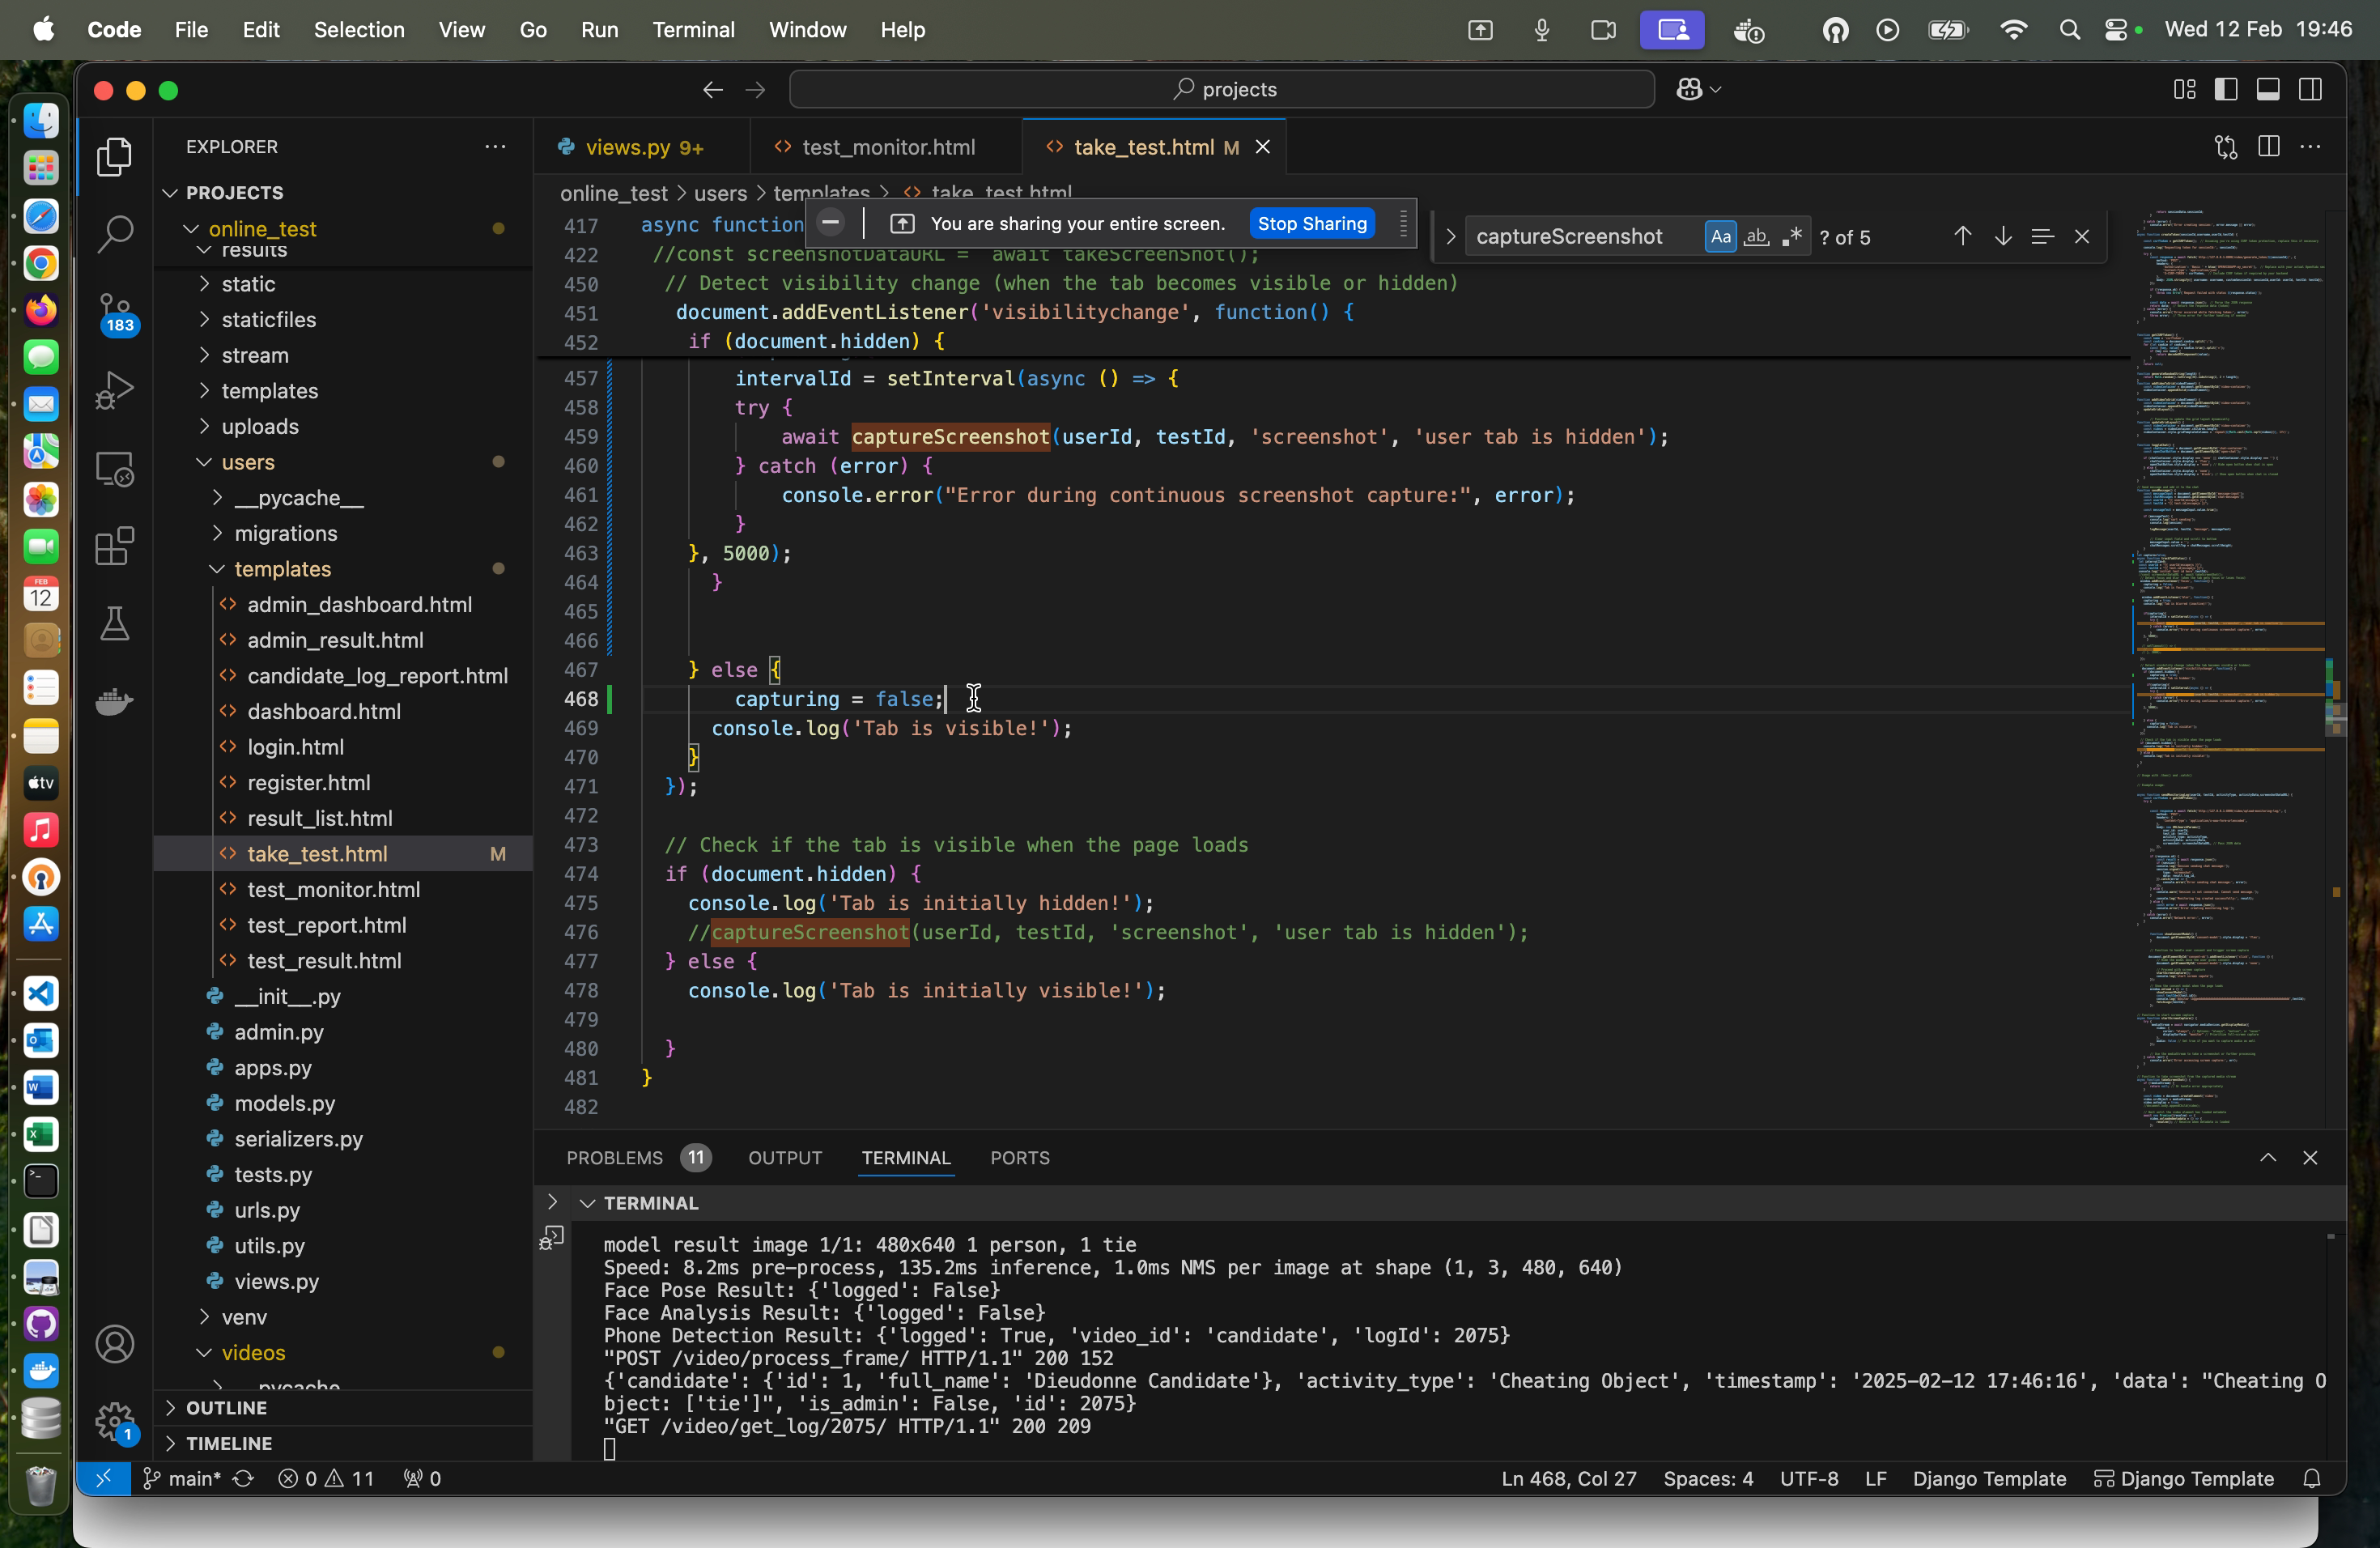 Code File Edit Selection View Go Run Terminal Window Help Wed 12 Feb 19:46
projects
EXPLORER
views.py 9+
test_monitor.html
take_test.html M
PROJECTS
online_test
results
static
staticfiles
stream
templates
uploads
users
__pycache__
migrations
templates
admin_dashboard.html
admin_result.html
candidate_log_report.html
dashboard.html
login.html
register.html
result_list.html
take_test.html M
test_monitor.html
test_report.html
test_result.html
__init__.py
admin.py
apps.py
models.py
serializers.py
tests.py
urls.py
utils.py
views.py
venv
videos
pycache
OUTLINE
TIMELINE
183
1
FEB
12
tv
online_test > users > templates > take_test.html
You are sharing your entire screen. Stop Sharing
captureScreenshot Aa ab .* ? of 5
417 async function
422 //const screenshotDataURL = await takeScreenShot();
450 // Detect visibility change (when the tab becomes visible or hidden)
451 document.addEventListener('visibilitychange', function() {
452 if (document.hidden) {
457 intervalId = setInterval(async () => {
458 try {
459 await captureScreenshot(userId, testId, 'screenshot', 'user tab is hidden');
460 } catch (error) {
461 console.error("Error during continuous screenshot capture:", error);
462 }
463 }, 5000);
464 }
465
466
467 } else {
468 capturing = false;
469 console.log('Tab is visible!');
470 }
471 });
472
473 // Check if the tab is visible when the page loads
474 if (document.hidden) {
475 console.log('Tab is initially hidden!');
476 //captureScreenshot(userId, testId, 'screenshot', 'user tab is hidden');
477 } else {
478 console.log('Tab is initially visible!');
479
480 }
481 }
482
PROBLEMS 11 OUTPUT TERMINAL PORTS
TERMINAL
model result image 1/1: 480x640 1 person, 1 tie
Speed: 8.2ms pre-process, 135.2ms inference, 1.0ms NMS per image at shape (1, 3, 480, 640)
Face Pose Result: {'logged': False}
Face Analysis Result: {'logged': False}
Phone Detection Result: {'logged': True, 'video_id': 'candidate', 'logId': 2075}
"POST /video/process_frame/ HTTP/1.1" 200 152
{'candidate': {'id': 1, 'full_name': 'Dieudonne Candidate'}, 'activity_type': 'Cheating Object', 'timestamp': '2025-02-12 17:46:16', 'data': "Cheating O
bject: ['tie']", 'is_admin': False, 'id': 2075}
"GET /video/get_log/2075/ HTTP/1.1" 200 209
main* 0 11 0 Ln 468, Col 27 Spaces: 4 UTF-8 LF Django Template Django Template